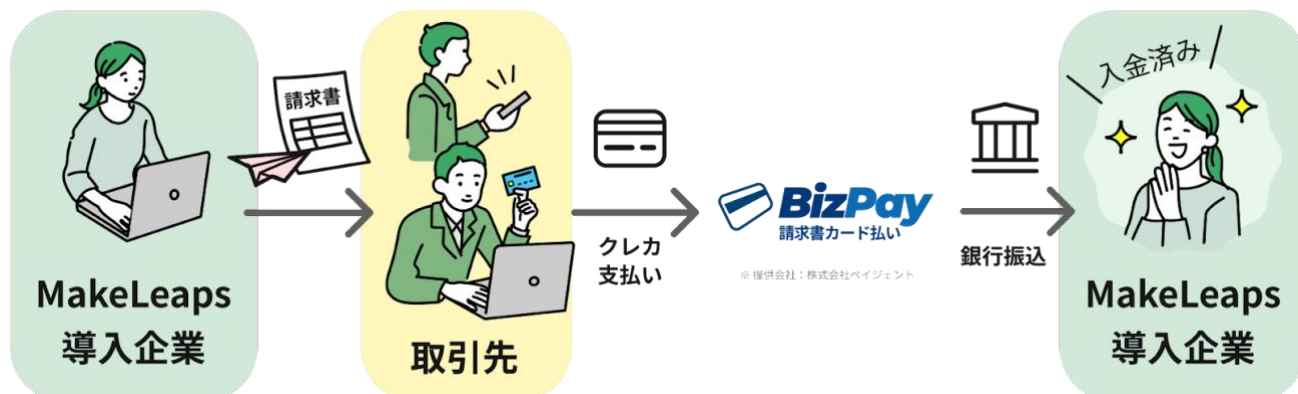 請求書
入金済み
クレカ
支払い
BizPay
請求書カード払い
※ 提供会社：株式会社ペイジェント
銀行振込
MakeLeaps
導入企業
取引先
MakeLeaps
導入企業